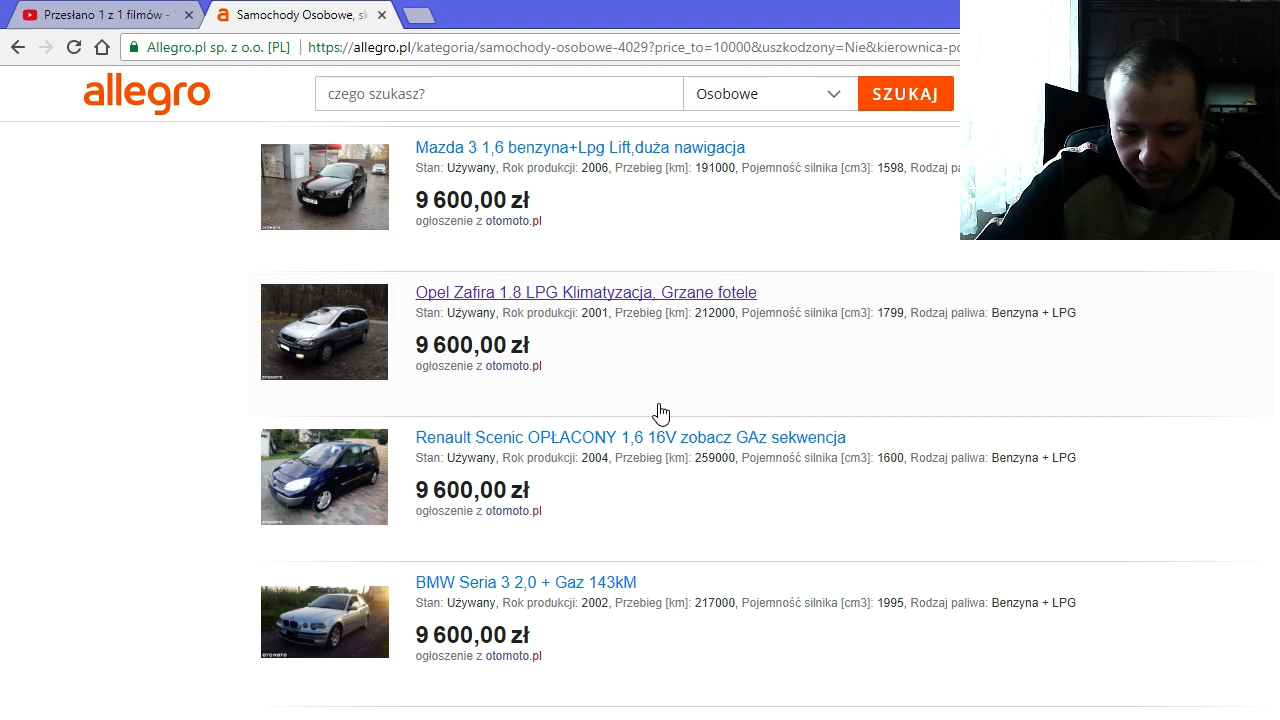 Przesłano 1 z 1 filmów -
Samochody Osobowe, sk
Allegro.pl sp. z o.o. [PL]
https://allegro.pl/kategoria/samochody-osobowe-4029?price_to=10000&uszkodzony=Nie&kierownica-po
allegro
czego szukasz?
Osobowe
SZUKAJ
Mazda 3 1,6 benzyna+Lpg Lift,duża nawigacja
Stan: Używany, Rok produkcji: 2006, Przebieg [km]: 191000, Pojemność silnika [cm3]: 1598, Rodzaj pa
9 600,00 zł
ogłoszenie z otomoto.pl
OTOMOTO
Opel Zafira 1.8 LPG Klimatyzacja, Grzane fotele
Stan: Używany, Rok produkcji: 2001, Przebieg [km]: 212000, Pojemność silnika [cm3]: 1799, Rodzaj paliwa: Benzyna + LPG
9 600,00 zł
ogłoszenie z otomoto.pl
OTOMOTO
Renault Scenic OPŁACONY 1,6 16V zobacz GAz sekwencja
Stan: Używany, Rok produkcji: 2004, Przebieg [km]: 259000, Pojemność silnika [cm3]: 1600, Rodzaj paliwa: Benzyna + LPG
9 600,00 zł
ogłoszenie z otomoto.pl
OTOMOTO
BMW Seria 3 2,0 + Gaz 143kM
Stan: Używany, Rok produkcji: 2002, Przebieg [km]: 217000, Pojemność silnika [cm3]: 1995, Rodzaj paliwa: Benzyna + LPG
9 600,00 zł
ogłoszenie z otomoto.pl
OTOMOTO